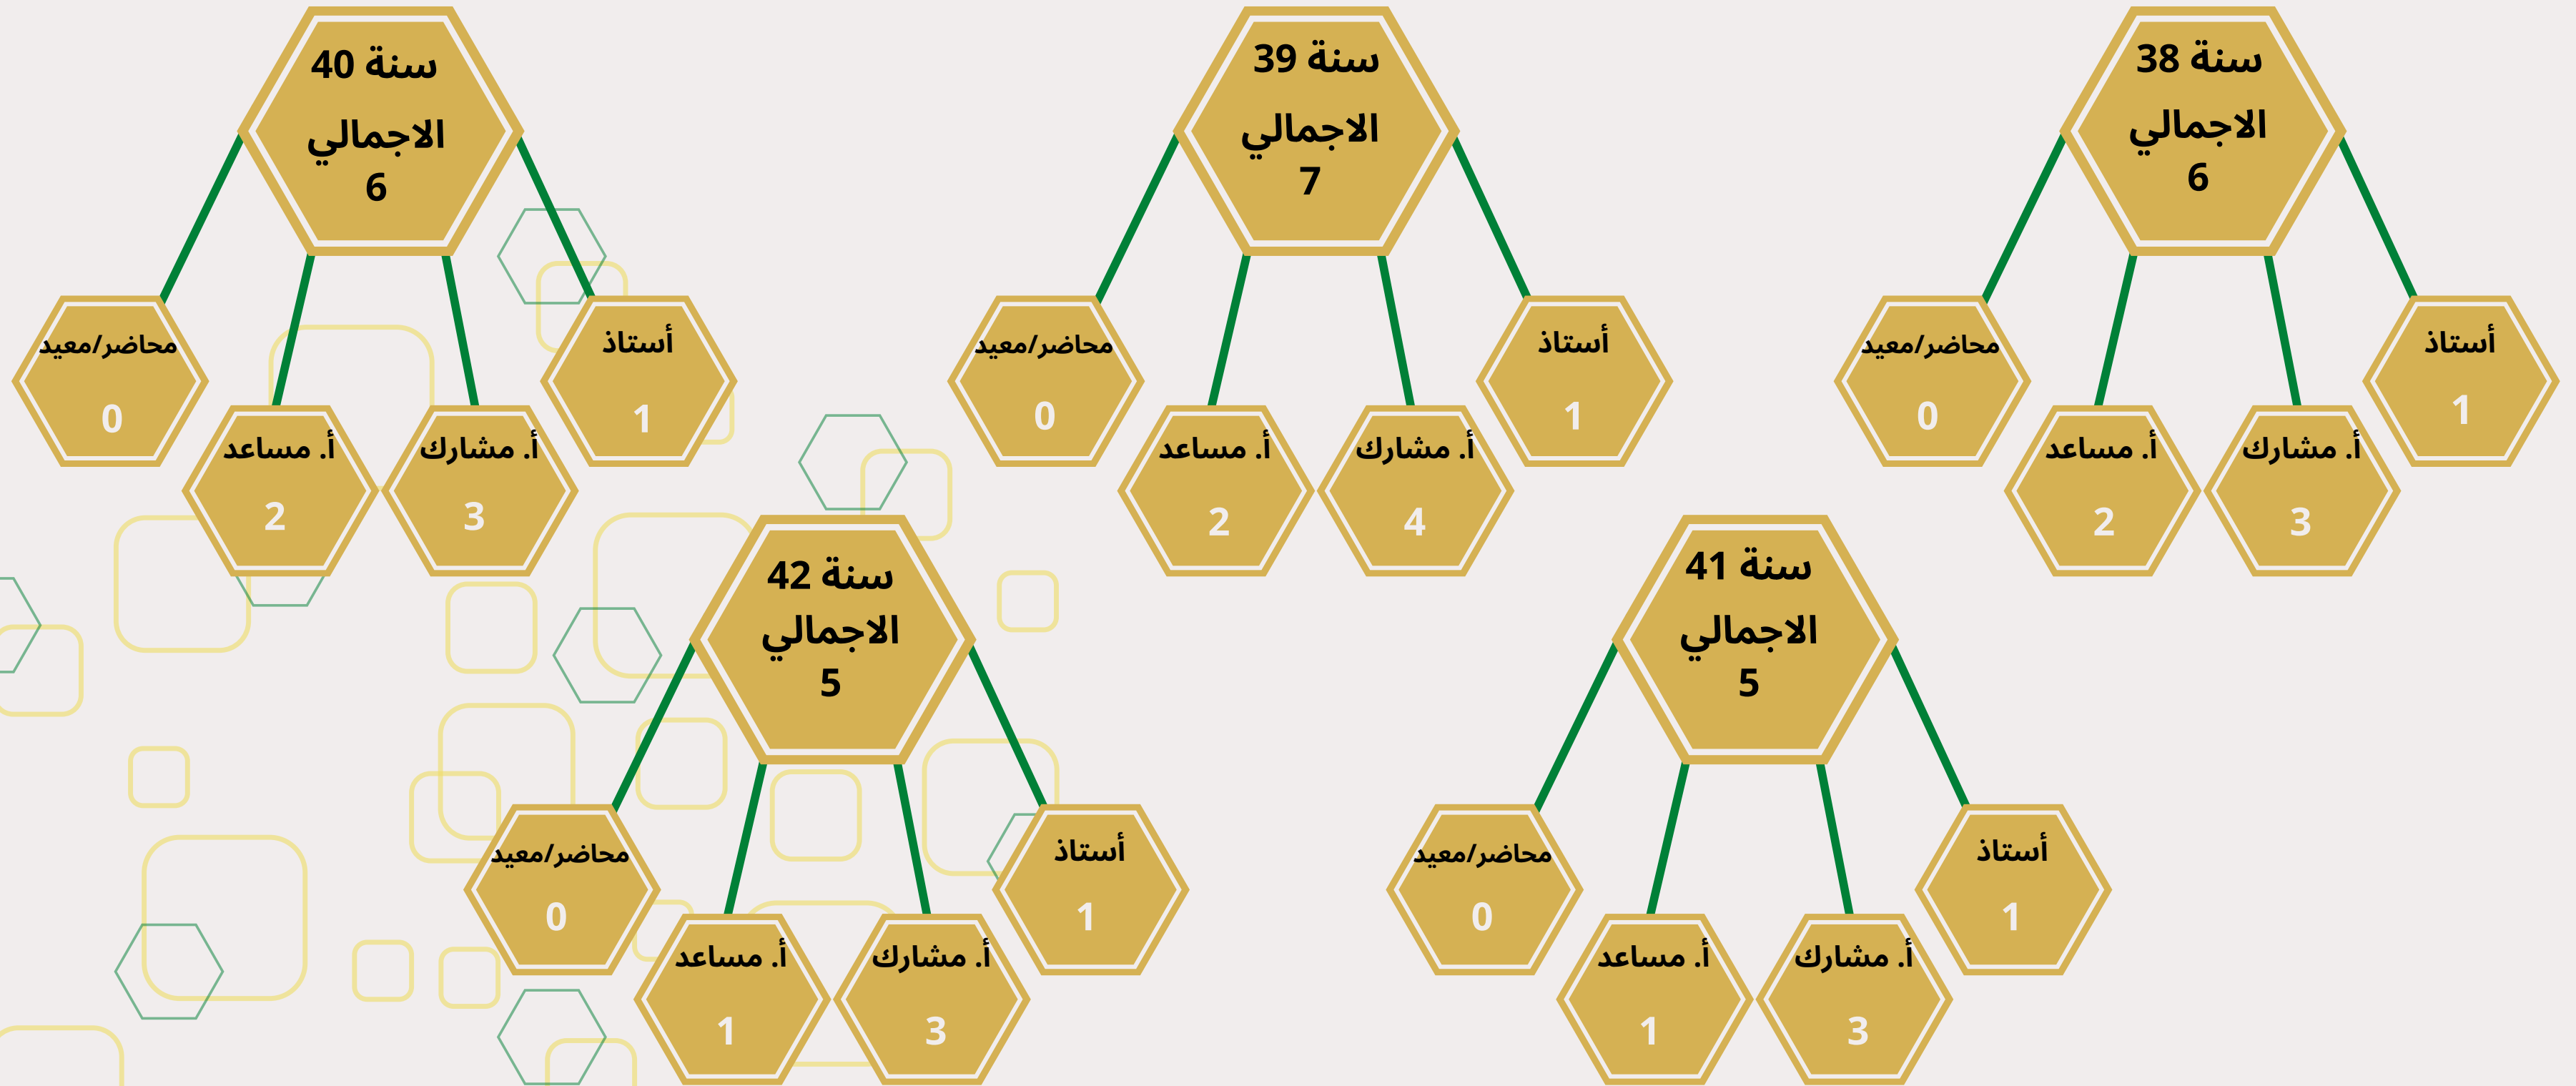 سنة 38
الاجمالي
6
أستاذ
1
أ. مشارك
3
أ. مساعد
2
محاضر/معيد
0
سنة 39
الاجمالي
7
أستاذ
1
أ. مشارك
4
أ. مساعد
2
محاضر/معيد
0
سنة 40
الاجمالي
6
أستاذ
1
أ. مشارك
3
أ. مساعد
2
محاضر/معيد
0
سنة 41
الاجمالي
5
أستاذ
1
أ. مشارك
3
أ. مساعد
1
محاضر/معيد
0
سنة 42
الاجمالي
5
أستاذ
1
أ. مشارك
3
أ. مساعد
1
محاضر/معيد
0